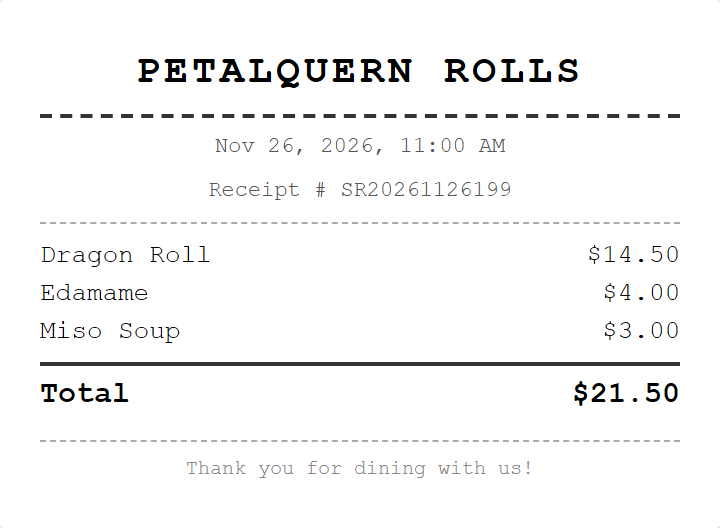 PETALQUERN ROLLS
Nov 26, 2026, 11:00 AM
Receipt # SR20261126199
Dragon Roll $14.50
Edamame $4.00
Miso Soup $3.00
Total $21.50
Thank you for dining with us!